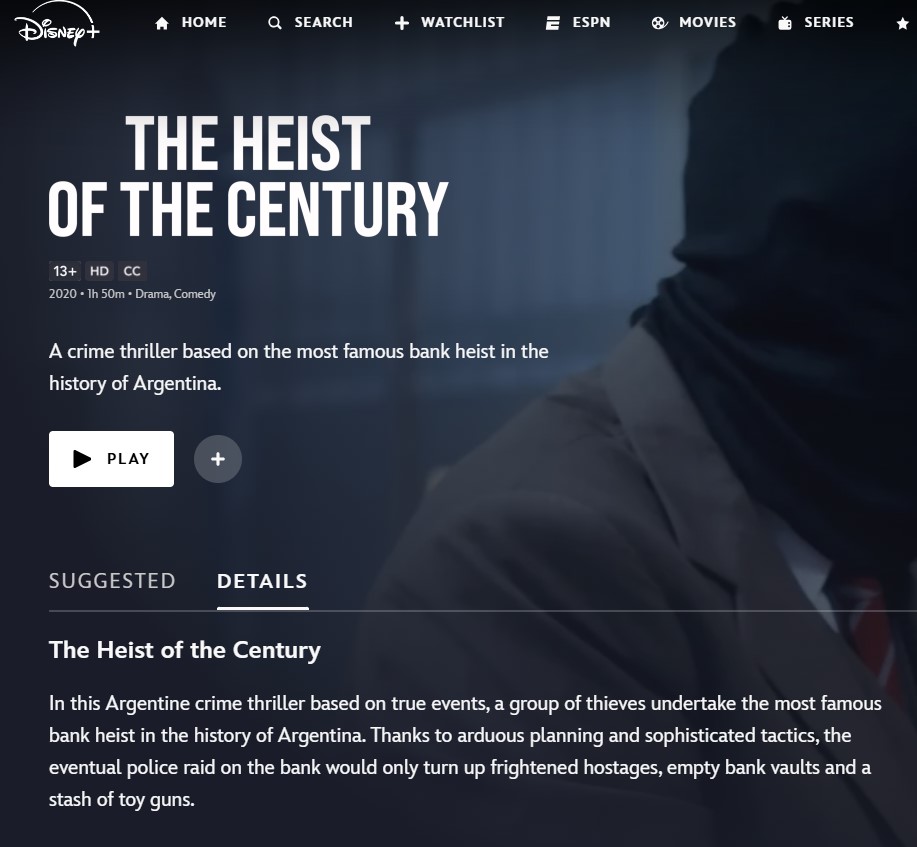 Disney+
HOME
SEARCH
WATCHLIST
ESPN
MOVIES
SERIES
THE HEIST
OF THE CENTURY
13+ HD CC
2020 • 1h 50m • Drama, Comedy
A crime thriller based on the most famous bank heist in the
history of Argentina.
PLAY
SUGGESTED
DETAILS
The Heist of the Century
In this Argentine crime thriller based on true events, a group of thieves undertake the most famous
bank heist in the history of Argentina. Thanks to arduous planning and sophisticated tactics, the
eventual police raid on the bank would only turn up frightened hostages, empty bank vaults and a
stash of toy guns.